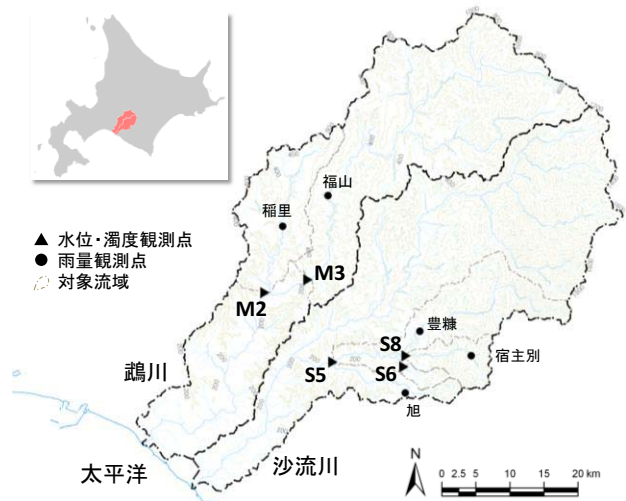 福山
稲里
▲ 水位・濁度観測点
● 雨量観測点
対象流域
M3
M2
豊糠
S8
宿主別
S5
S6
鵡川
旭
沙流川
太平洋
N
0 2.5 5 10 15 20 km